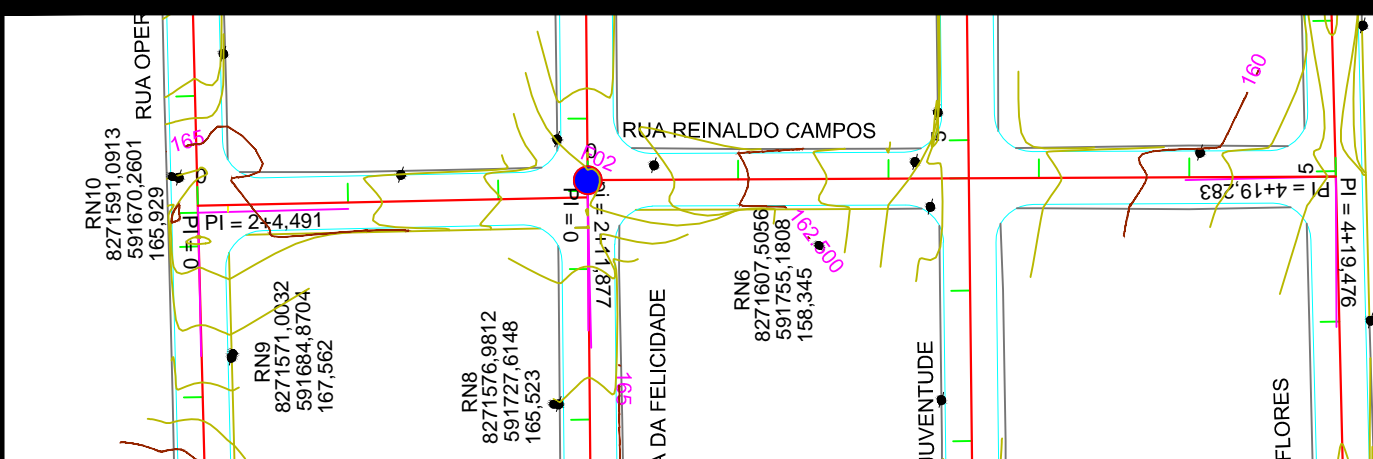 RUA OPER
RN10
8271591,0913
591670,2601
165,929
165
PI = 0
PI = 2+4,491
RN9
8271571,0032
591684,8704
167,562
RN8
8271576,9812
591727,6148
165,523
PI = 0
PI = 2+11,877
165
A DA FELICIDADE
RUA REINALDO CAMPOS
RN6
8271607,5056
591755,1808
158,345
162,500
JUVENTUDE
160
5
PI = 4+19,283
PI = 4+19,476
FLORES